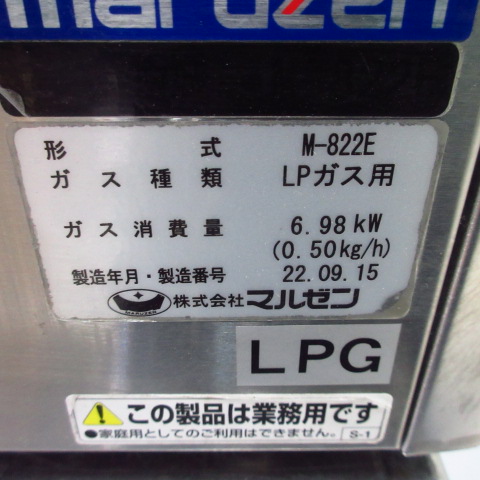 maruzen
形式 M-822E
ガス種類 LPガス用
ガス消費量 6.98kW
(0.50kg/h)
製造年月・製造番号 22.09.15
MARUZEN 株式会社マルゼン
LPG
この製品は業務用です
●家庭用としてのご利用はできません。 S-1